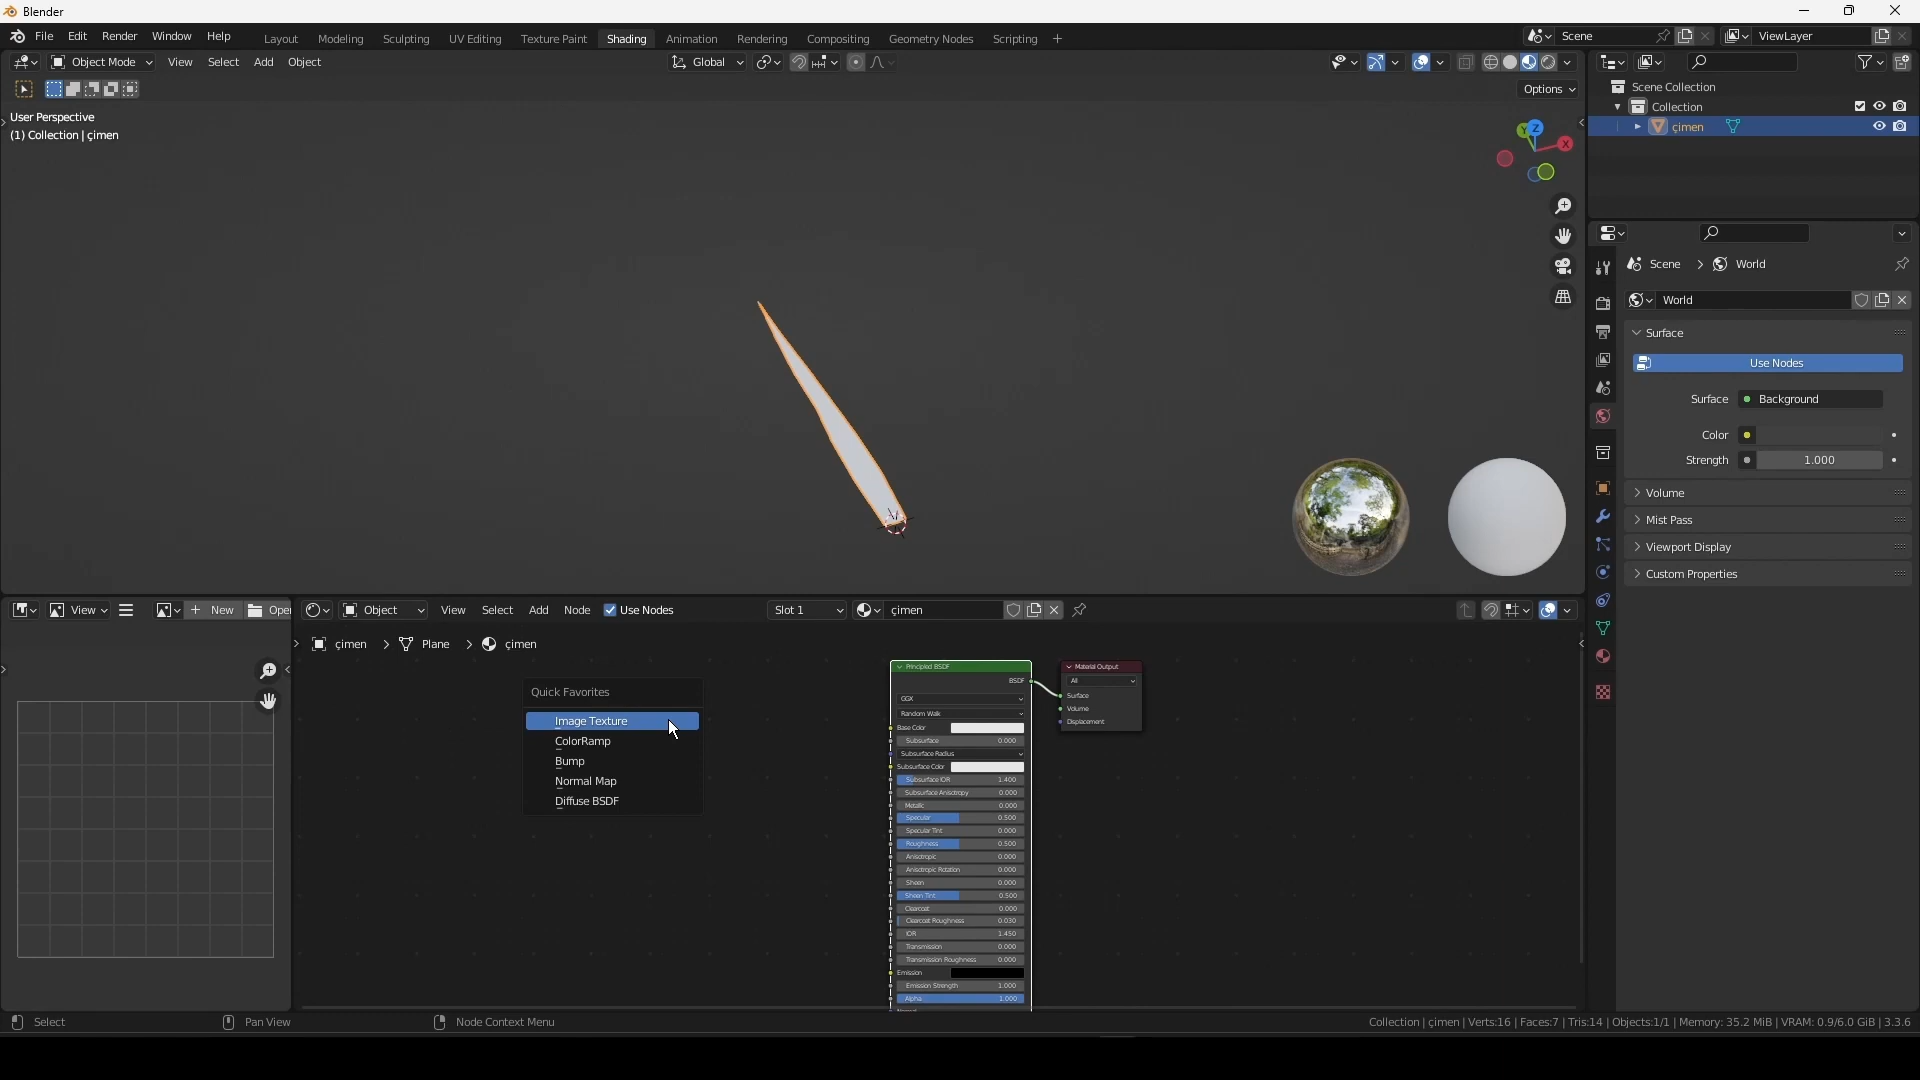 Blender
File Edit Render Window Help Layout Modeling Sculpting UV Editing Texture Paint Shading Animation Rendering Compositing Geometry Nodes Scripting + Scene ViewLayer
Object Mode View Select Add Object Global
Options
User Perspective
(1) Collection | çimen
Y Z X
Scene Collection
Collection
çimen
Scene > World
World
Surface
Use Nodes
Surface Background
Color
Strength 1.000
Volume
Mist Pass
Viewport Display
Custom Properties
View New Open
Object View Select Add Node Use Nodes Slot 1 çimen
çimen > Plane > çimen
Quick Favorites
Image Texture
ColorRamp
Bump
Normal Map
Diffuse BSDF
Principled BSDF
BSDF
GGX
Random Walk
Base Color
Subsurface 0.000
Subsurface Radius
Subsurface Color
Subsurface IOR 1.400
Subsurface Anisotropy 0.000
Metallic 0.000
Specular 0.500
Specular Tint 0.000
Roughness 0.500
Anisotropic 0.000
Anisotropic Rotation 0.000
Sheen 0.000
Sheen Tint 0.500
Clearcoat 0.000
Clearcoat Roughness 0.030
IOR 1.450
Transmission 0.000
Transmission Roughness 0.000
Emission
Emission Strength 1.000
Alpha 1.000
Material Output
All
Surface
Volume
Displacement
Select Pan View Node Context Menu Collection | çimen | Verts:16 | Faces:7 | Tris:14 | Objects:1/1 | Memory: 35.2 MiB | VRAM: 0.9/6.0 GiB | 3.3.6